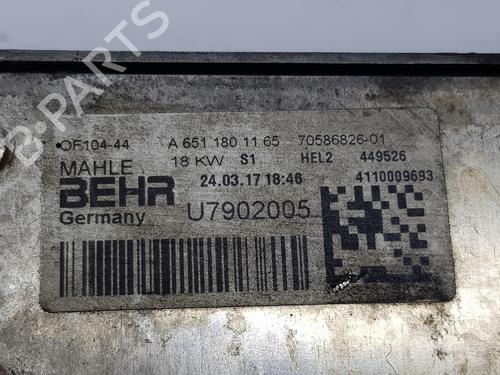 OF104-44 A 651 180 11 65 70586826-01
MAHLE 18 KW S1 HEL2 449526
BEHR 24.03.17 18:46 4110009693
Germany U7902005